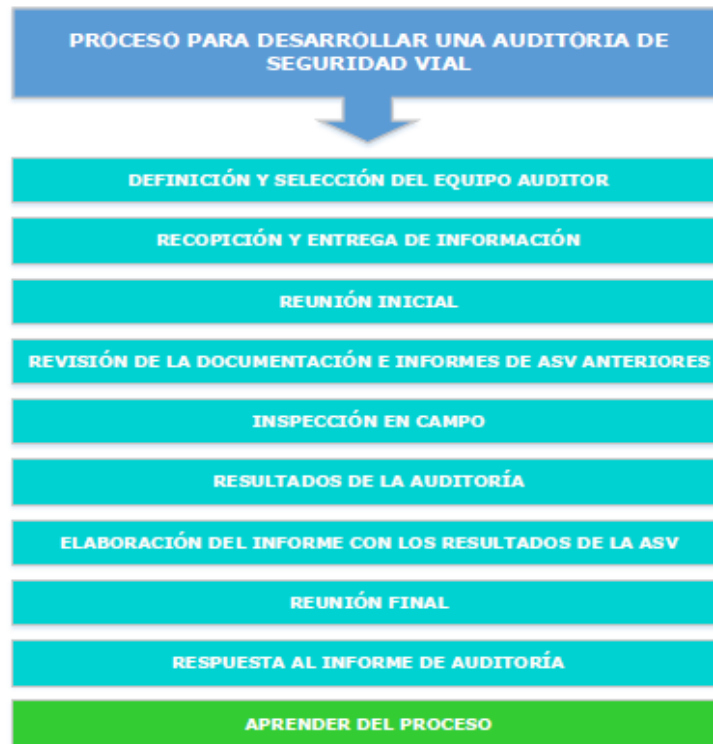 PROCESO PARA DESARROLLAR UNA AUDITORIA DE
SEGURIDAD VIAL
DEFINICIÓN Y SELECCIÓN DEL EQUIPO AUDITOR
RECOPICIÓN Y ENTREGA DE INFORMACIÓN
REUNIÓN INICIAL
REVISIÓN DE LA DOCUMENTACIÓN E INFORMES DE ASV ANTERIORES
INSPECCIÓN EN CAMPO
RESULTADOS DE LA AUDITORÍA
ELABORACIÓN DEL INFORME CON LOS RESULTADOS DE LA ASV
REUNIÓN FINAL
RESPUESTA AL INFORME DE AUDITORÍA
APRENDER DEL PROCESO